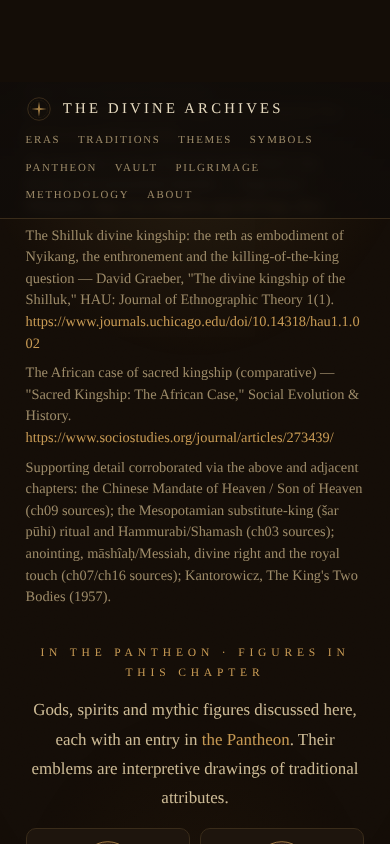 THE DIVINE ARCHIVES
ERAS TRADITIONS THEMES SYMBOLS
PANTHEON VAULT PILGRIMAGE
METHODOLOGY ABOUT
The Shilluk divine kingship: the reth as embodiment of
Nyikang, the enthronement and the killing-of-the-king
question — David Graeber, "The divine kingship of the
Shilluk," HAU: Journal of Ethnographic Theory 1(1).
https://www.journals.uchicago.edu/doi/10.14318/hau1.1.0
02
The African case of sacred kingship (comparative) —
"Sacred Kingship: The African Case," Social Evolution &
History.
https://www.sociostudies.org/journal/articles/273439/
Supporting detail corroborated via the above and adjacent
chapters: the Chinese Mandate of Heaven / Son of Heaven
(ch09 sources); the Mesopotamian substitute-king (šar
pūhi) ritual and Hammurabi/Shamash (ch03 sources);
anointing, māshîaḥ/Messiah, divine right and the royal
touch (ch07/ch16 sources); Kantorowicz, The King's Two
Bodies (1957).
IN THE PANTHEON · FIGURES IN
THIS CHAPTER
Gods, spirits and mythic figures discussed here,
each with an entry in the Pantheon. Their
emblems are interpretive drawings of traditional
attributes.